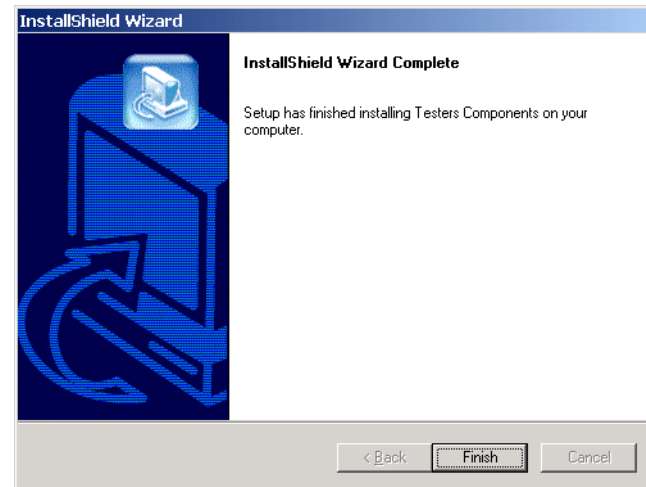 InstallShield Wizard
InstallShield Wizard Complete
Setup has finished installing Testers Components on your
computer.
< Back
Finish
Cancel